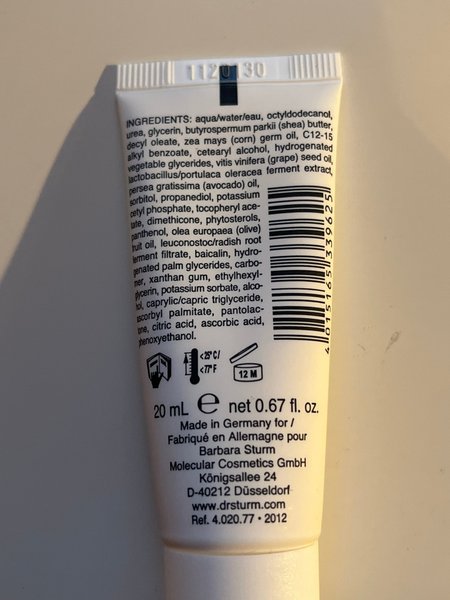 1120130
INGREDIENTS: aqua/water/eau, octyldodecanol,
urea, glycerin, butyrospermum parkii (shea) butter,
decyl oleate, zea mays (corn) germ oil, C12-15
alkyl benzoate, cetearyl alcohol, hydrogenated
vegetable glycerides, vitis vinifera (grape) seed oil,
lactobacillus/portulaca oleracea ferment extract,
persea gratissima (avocado) oil,
sorbitol, propanediol, potassium
cetyl phosphate, tocopheryl ace-
tate, dimethicone, phytosterols,
panthenol, olea europaea (olive)
fruit oil, leuconostoc/radish root
ferment filtrate, baicalin, hydro-
genated palm glycerides, carbo-
mer, xanthan gum, ethylhexyl-
glycerin, potassium sorbate, alco-
hol, caprylic/capric triglyceride,
ascorbyl palmitate, pantolac-
tone, citric acid, ascorbic acid,
phenoxyethanol.
4015165339625
<25° C/
<77° F
12 M
20 mL e net 0.67 fl. oz.
Made in Germany for /
Fabriqué en Allemagne pour
Barbara Sturm
Molecular Cosmetics GmbH
Königsallee 24
D-40212 Düsseldorf
www.drsturm.com
Ref. 4.020.77 • 2012